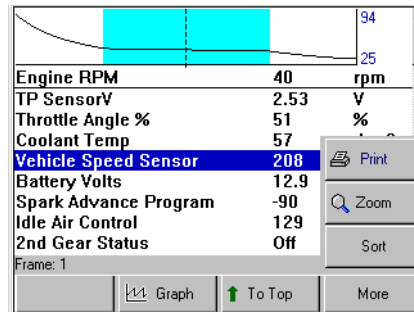 94
25
Engine RPM 40 rpm
TP SensorV 2.53 V
Throttle Angle % 51 %
Coolant Temp 57
Vehicle Speed Sensor 208
Battery Volts 12.9
Spark Advance Program -90
Idle Air Control 129
2nd Gear Status Off
Print
Zoom
Sort
Frame: 1
Graph To Top More